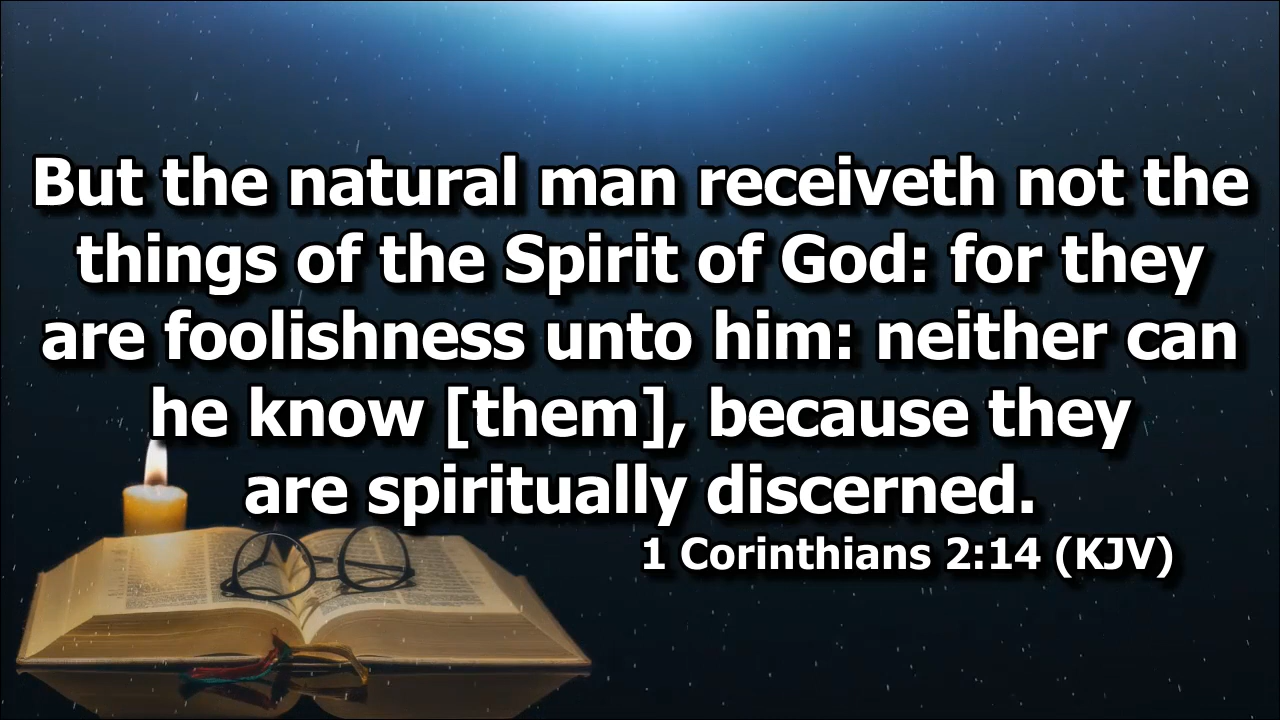 But the natural man receiveth not the
things of the Spirit of God: for they
are foolishness unto him: neither can
he know [them], because they
are spiritually discerned.
1 Corinthians 2:14 (KJV)